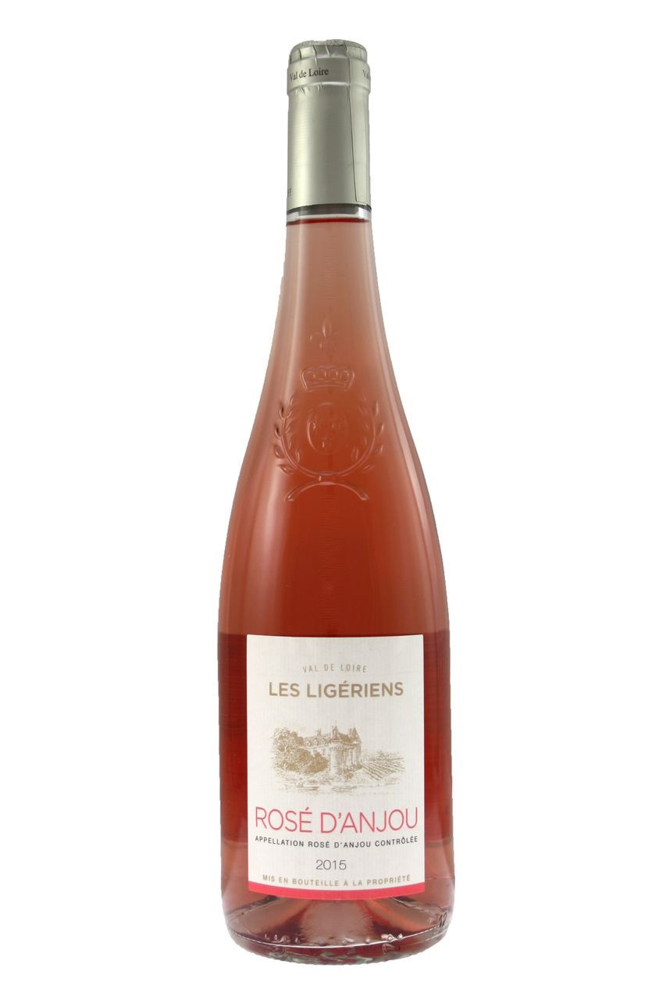 Val de Loire
VAL DE LOIRE
LES LIGÉRIENS
ROSÉ D'ANJOU
APPELLATION ROSÉ D'ANJOU CONTRÔLÉE
2015
MIS EN BOUTEILLE À LA PROPRIÉTÉ